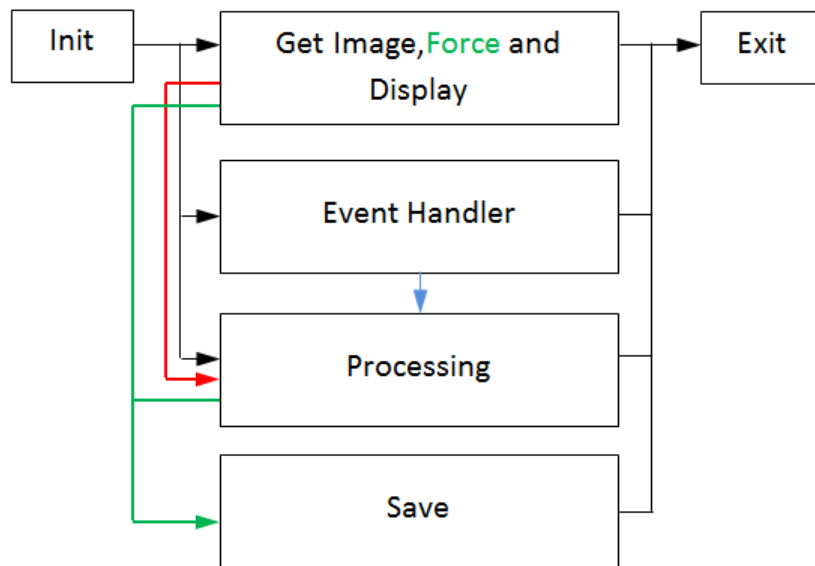 Init
Get Image,Force and
Display
Exit
Event Handler
Processing
Save